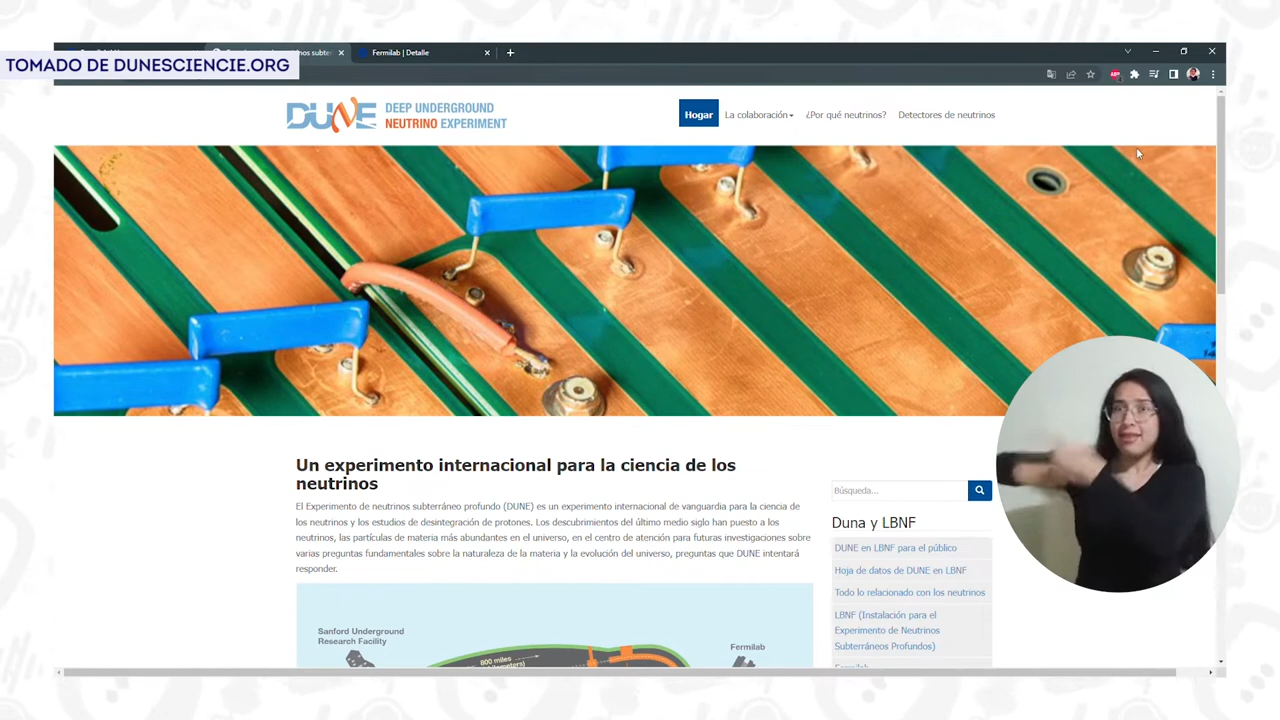 Fermilab | Detalle
TOMADO DE DUNESCIENCIE.ORG
DUNE DEEP UNDERGROUND
NEUTRINO EXPERIMENT
Hogar La colaboración ¿Por qué neutrinos? Detectores de neutrinos
Un experimento internacional para la ciencia de los
neutrinos
El Experimento de neutrinos subterráneo profundo (DUNE) es un experimento internacional de vanguardia para la ciencia de
los neutrinos y los estudios de desintegración de protones. Los descubrimientos del último medio siglo han puesto a los
neutrinos, las partículas de materia más abundantes en el universo, en el centro de atención para futuras investigaciones sobre
varias preguntas fundamentales sobre la naturaleza de la materia y la evolución del universo, preguntas que DUNE intentará
responder.
Sanford Underground
Research Facility
800 miles
Fermilab
Búsqueda...
Duna y LBNF
DUNE en LBNF para el público
Hoja de datos de DUNE en LBNF
Todo lo relacionado con los neutrinos
LBNF (Instalación para el
Experimento de Neutrinos
Subterráneos Profundos)